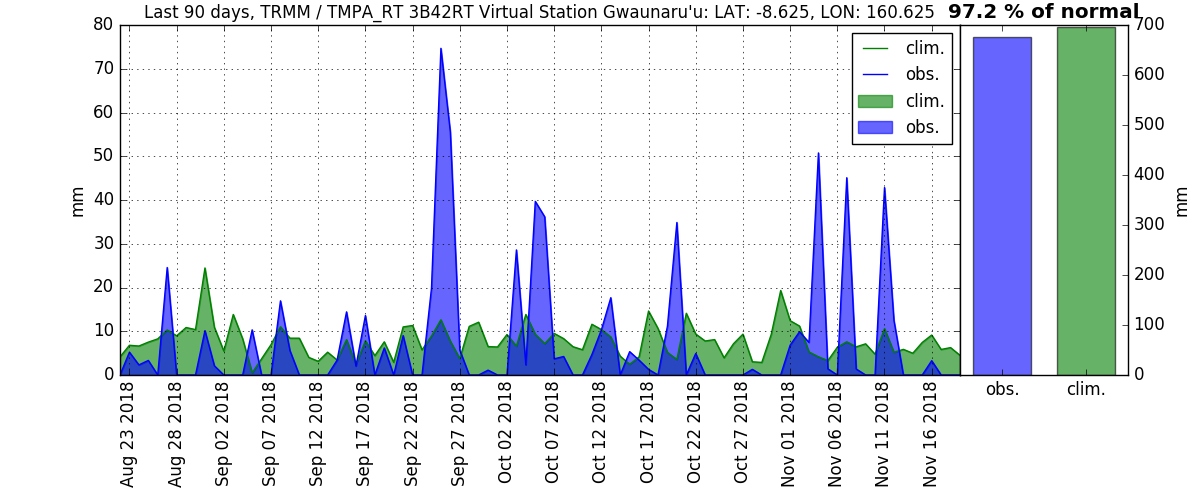 Last 90 days, TRMM / TMPA_RT 3B42RT Virtual Station Gwaunaru'u: LAT: -8.625, LON: 160.625
97.2 % of normal
80
70
60
50
40
30
20
10
0
mm
clim.
obs.
clim.
obs.
Aug 23 2018
Aug 28 2018
Sep 02 2018
Sep 07 2018
Sep 12 2018
Sep 17 2018
Sep 22 2018
Sep 27 2018
Oct 02 2018
Oct 07 2018
Oct 12 2018
Oct 17 2018
Oct 22 2018
Oct 27 2018
Nov 01 2018
Nov 06 2018
Nov 11 2018
Nov 16 2018
700
600
500
400
300
200
100
0
mm
obs.
clim.